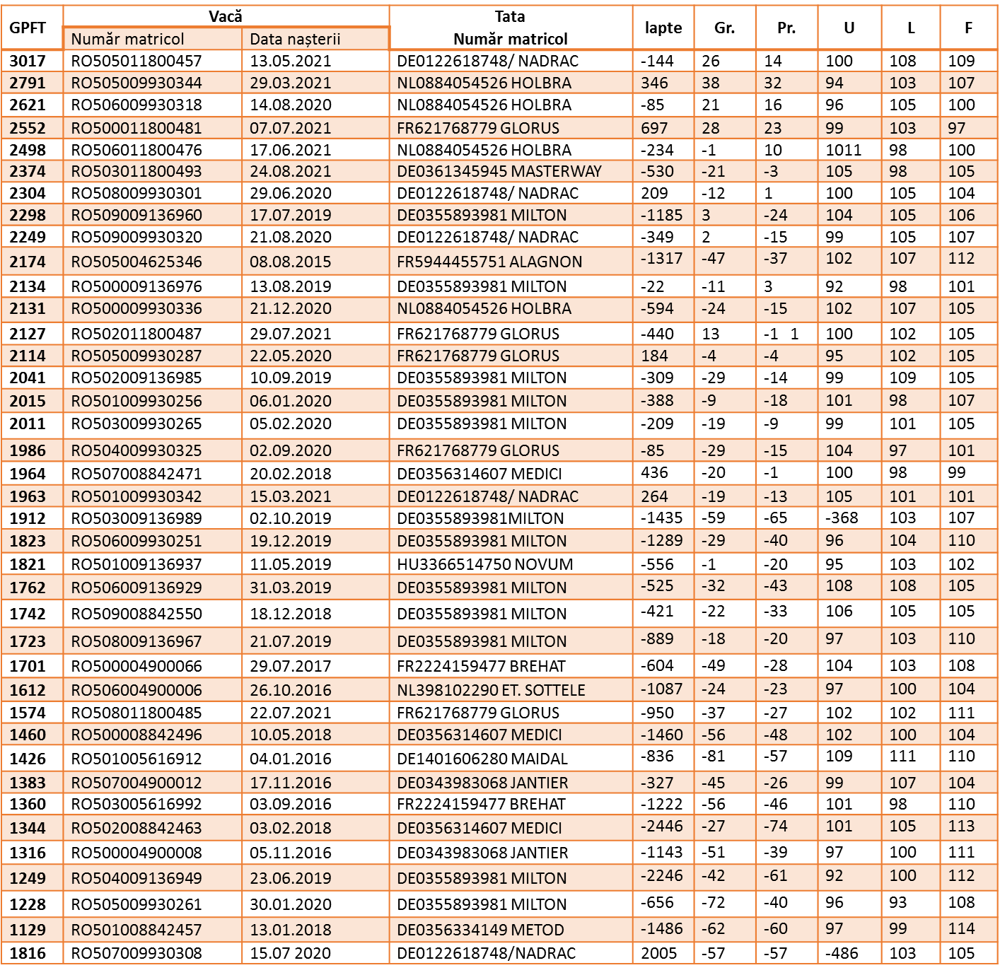 GPFT Vacă Tata Număr matricol lapte Gr. Pr. U L F
Număr matricol Data nașterii
3017 RO505011800457 13.05.2021 DE0122618748/ NADRAC -144 26 14 100 108 109
2791 RO505009930344 29.03.2021 NL0884054526 HOLBRA 346 38 32 94 103 107
2621 RO506009930318 14.08.2020 NL0884054526 HOLBRA -85 21 16 96 105 100
2552 RO500011800481 07.07.2021 FR621768779 GLORUS 697 28 23 99 103 97
2498 RO506011800476 17.06.2021 NL0884054526 HOLBRA -234 -1 10 1011 98 100
2374 RO503011800493 24.08.2021 DE0361345945 MASTERWAY -530 -21 -3 105 98 105
2304 RO508009930301 29.06.2020 DE0122618748/ NADRAC 209 -12 1 100 105 104
2298 RO509009136960 17.07.2019 DE0355893981 MILTON -1185 3 -24 104 105 106
2249 RO509009930320 21.08.2020 DE0122618748/ NADRAC -349 2 -15 99 105 107
2174 RO505004625346 08.08.2015 FR5944455751 ALAGNON -1317 -47 -37 102 107 112
2134 RO500009136976 13.08.2019 DE0355893981 MILTON -22 -11 3 92 98 101
2131 RO500009930336 21.12.2020 NL0884054526 HOLBRA -594 -24 -15 102 107 105
2127 RO502011800487 29.07.2021 FR621768779 GLORUS -440 13 -1 1 100 102 105
2114 RO505009930287 22.05.2020 FR621768779 GLORUS 184 -4 -4 95 102 105
2041 RO502009136985 10.09.2019 DE0355893981 MILTON -309 -29 -14 99 109 105
2015 RO501009930256 06.01.2020 DE0355893981 MILTON -388 -9 -18 101 98 107
2011 RO503009930265 05.02.2020 DE0355893981 MILTON -209 -19 -9 99 101 105
1986 RO504009930325 02.09.2020 FR621768779 GLORUS -85 -29 -15 104 97 101
1964 RO507008842471 20.02.2018 DE0356314607 MEDICI 436 -20 -1 100 98 99
1963 RO501009930342 15.03.2021 DE0122618748/ NADRAC 264 -19 -13 105 101 101
1912 RO503009136989 02.10.2019 DE0355893981MILTON -1435 -59 -65 -368 103 107
1823 RO506009930251 19.12.2019 DE0355893981 MILTON -1289 -29 -40 96 104 110
1821 RO501009136937 11.05.2019 HU3366514750 NOVUM -556 -1 -20 95 103 102
1762 RO506009136929 31.03.2019 DE0355893981 MILTON -525 -32 -43 108 108 105
1742 RO509008842550 18.12.2018 DE0355893981 MILTON -421 -22 -33 106 105 105
1723 RO508009136967 21.07.2019 DE0355893981 MILTON -889 -18 -20 97 103 110
1701 RO500004900066 29.07.2017 FR2224159477 BREHAT -604 -49 -28 104 103 108
1612 RO506004900006 26.10.2016 NL398102290 ET. SOTTELE -1087 -24 -23 97 100 104
1574 RO508011800485 22.07.2021 FR621768779 GLORUS -950 -37 -27 102 102 111
1460 RO500008842496 10.05.2018 DE0356314607 MEDICI -1460 -56 -48 102 100 104
1426 RO501005616912 04.01.2016 DE1401606280 MAIDAL -836 -81 -57 109 111 110
1383 RO507004900012 17.11.2016 DE0343983068 JANTIER -327 -45 -26 99 107 104
1360 RO503005616992 03.09.2016 FR2224159477 BREHAT -1222 -56 -46 101 98 110
1344 RO502008842463 03.02.2018 DE0356314607 MEDICI -2446 -27 -74 101 105 113
1316 RO500004900008 05.11.2016 DE0343983068 JANTIER -1143 -51 -39 97 100 111
1249 RO504009136949 23.06.2019 DE0355893981 MILTON -2246 -42 -61 92 100 112
1228 RO505009930261 30.01.2020 DE0355893981 MILTON -656 -72 -40 96 93 108
1129 RO501008842457 13.01.2018 DE0356334149 METOD -1486 -62 -60 97 99 114
1816 RO507009930308 15.07 2020 DE0122618748/NADRAC 2005 -57 -57 -486 103 105